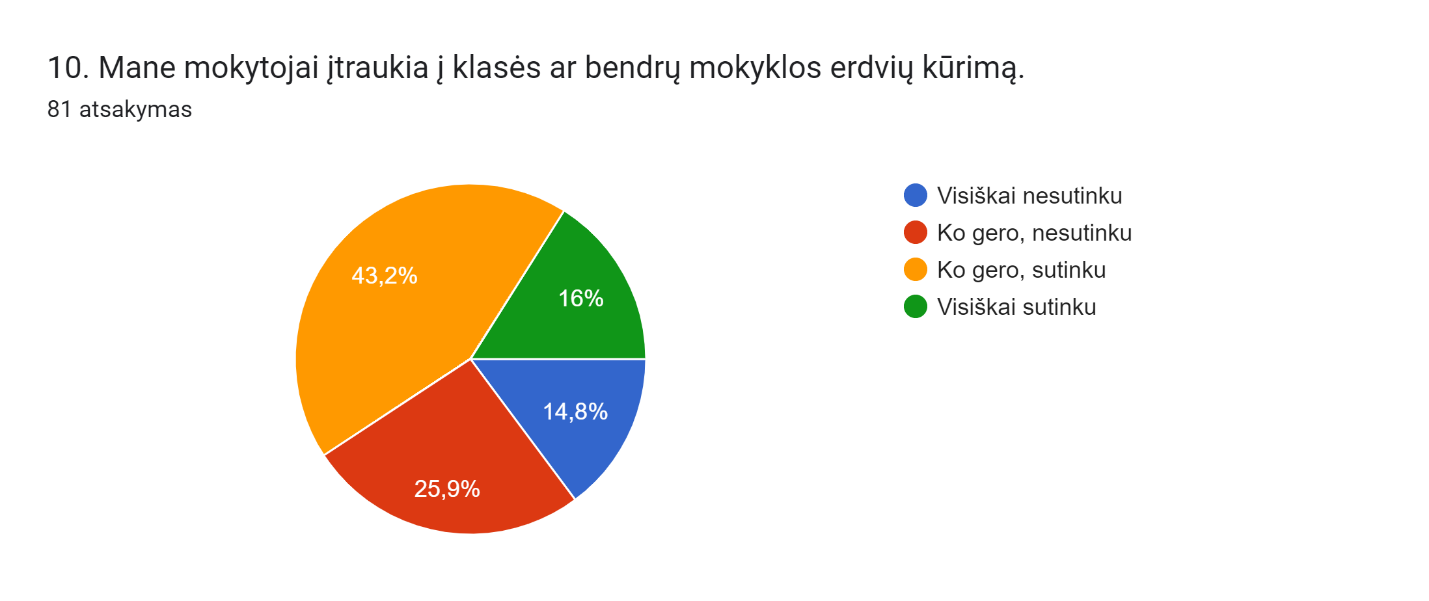 10. Mane mokytojai įtraukia į klasės ar bendrų mokyklos erdvių kūrimą.
81 atsakymas
Visiškai nesutinku
Ko gero, nesutinku
Ko gero, sutinku
Visiškai sutinku
43,2%
16%
14,8%
25,9%